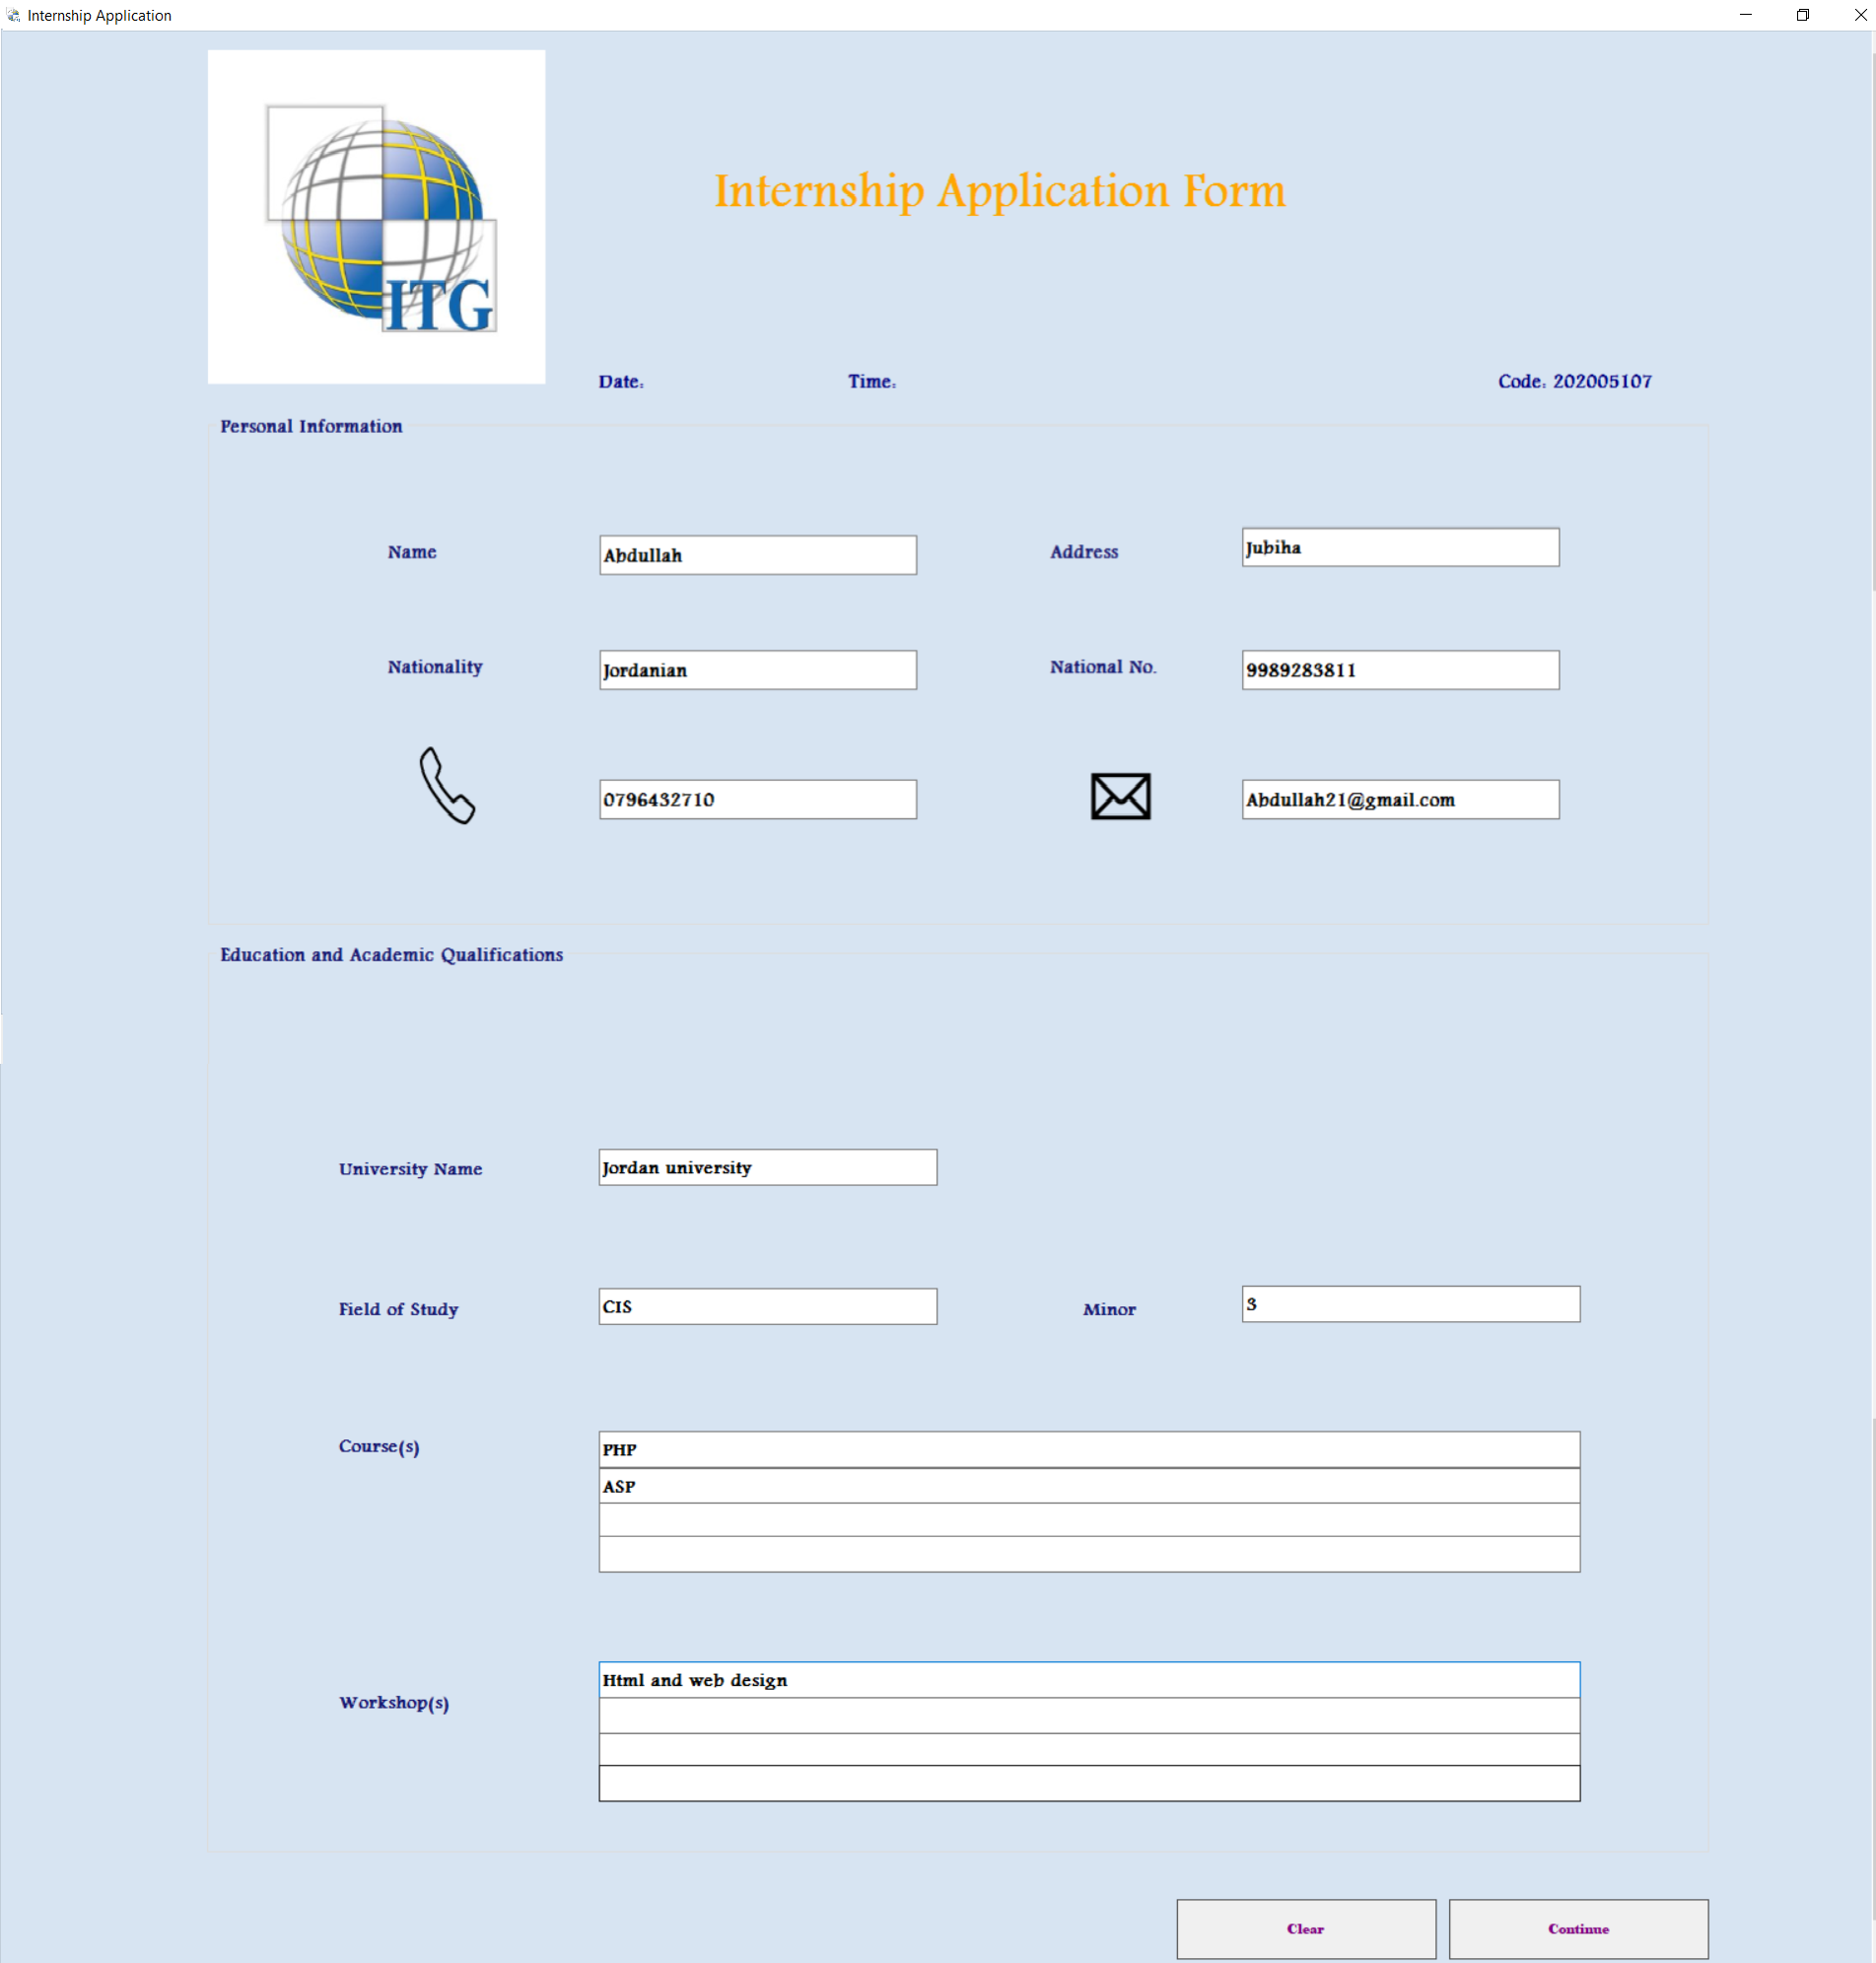 Internship Application
ITG
Internship Application Form
Date: Time: Code: 202005107
Personal Information
Name Abdullah Address Jubiha
Nationality Jordanian National No. 9989283811
0796432710 Abdullah21@gmail.com
Education and Academic Qualifications
University Name Jordan university
Field of Study CIS Minor 3
Course(s) PHP
ASP
Html and web design
Workshop(s)
Clear Continue